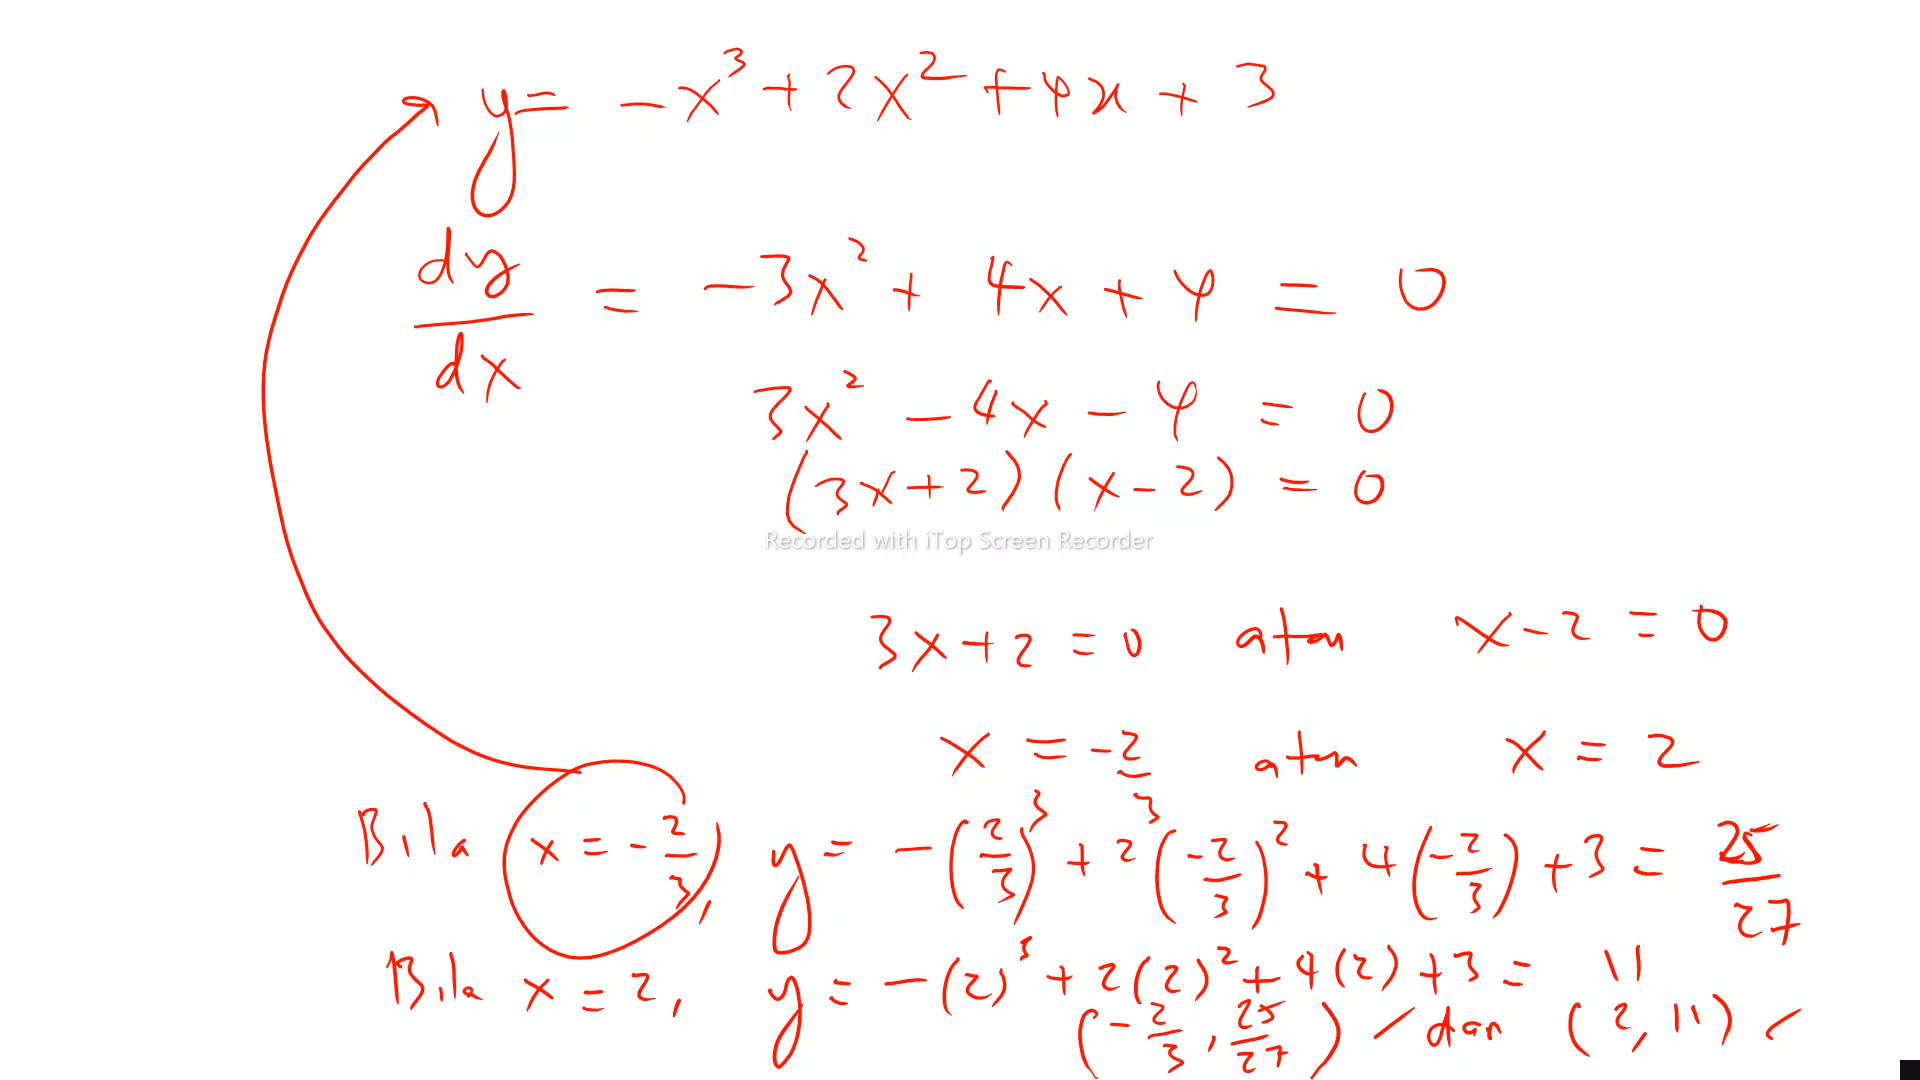 y = -x³ + 2x² + 4x + 3
dy/dx = -3x² + 4x + 4 = 0
3x² - 4x - 4 = 0
(3x+2)(x-2) = 0
Recorded with iTop Screen Recorder
3x+2 = 0 atau x-2 = 0
x = -2/3 atau x = 2
Bila x = -2/3, y = -(2/3)³ + 2(-2/3)² + 4(-2/3) + 3 = 25/27
Bila x = 2, y = -(2)³ + 2(2)² + 4(2) + 3 = 11
(-2/3, 25/27) / dan (2, 11) /